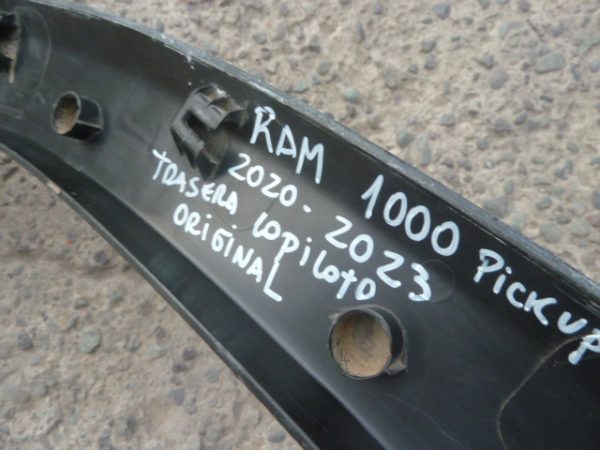 RAM 1000 PICKUP
2020-2023
TRASERA COPILOTO
ORIGINAL